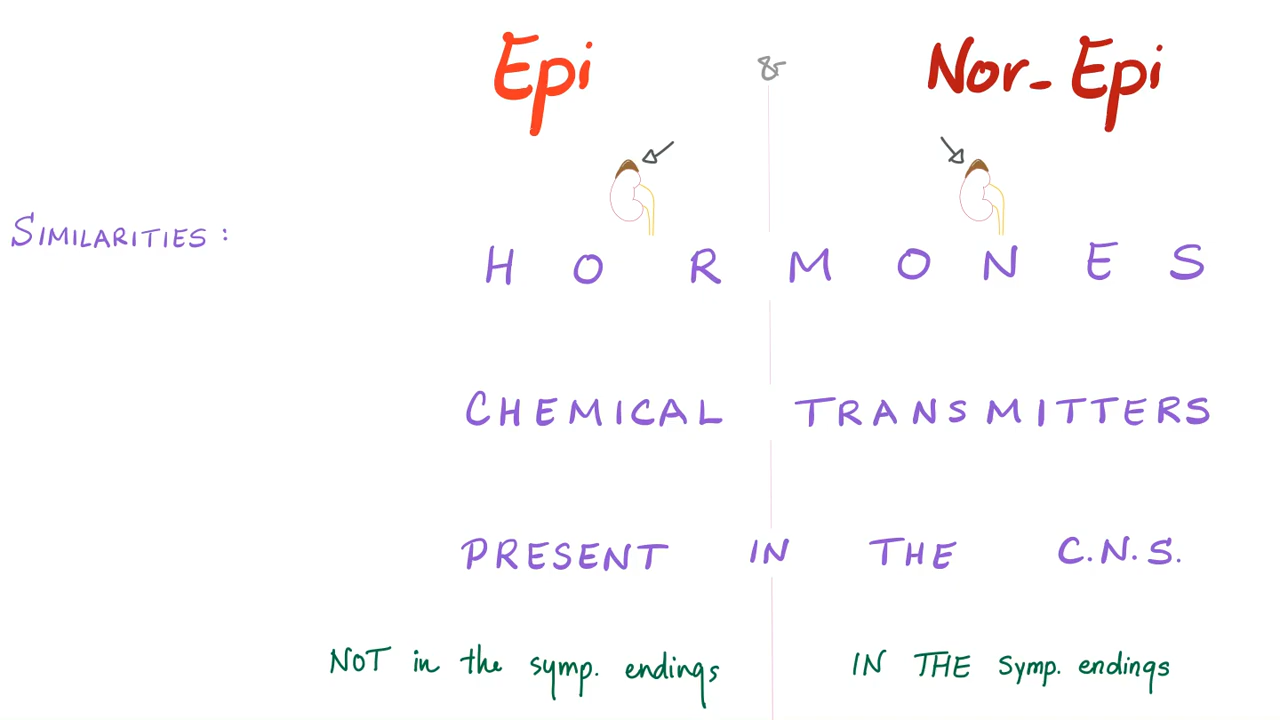 Epi & Nor-Epi
SIMILARITIES:
HORMONES
CHEMICAL TRANSMITTERS
PRESENT IN THE C.N.S.
NOT in the symp. endings
IN THE symp. endings